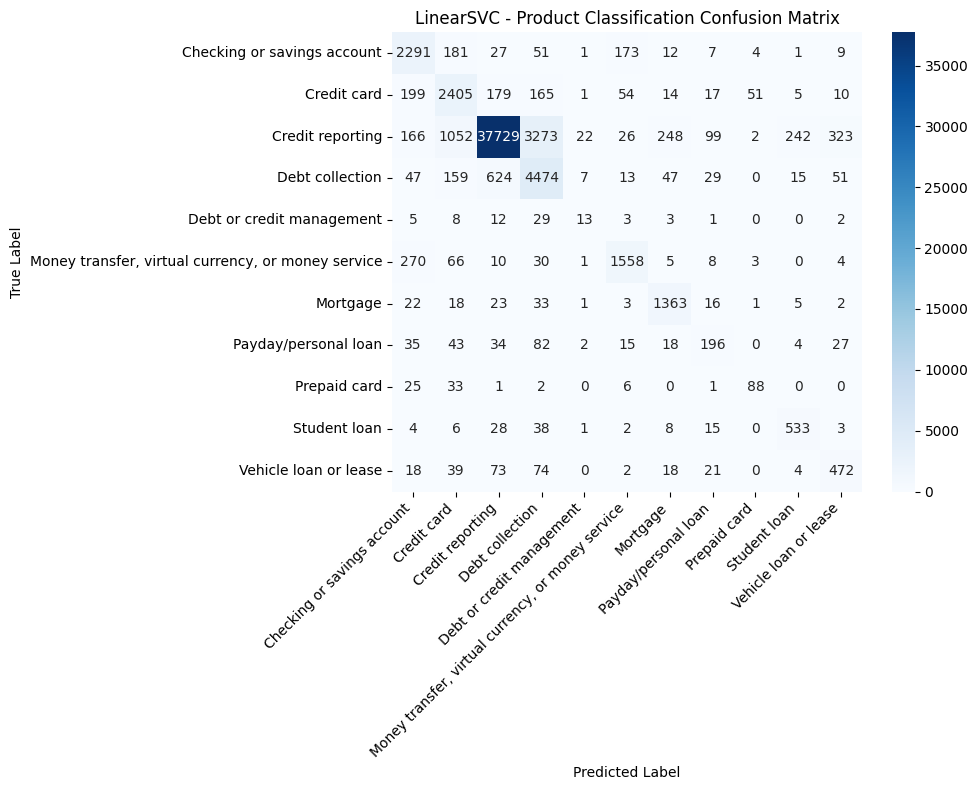 LinearSVC - Product Classification Confusion Matrix
Checking or savings account 2291 181 27 51 1 173 12 7 4 1 9
Credit card 199 2405 179 165 1 54 14 17 51 5 10
Credit reporting 166 1052 37729 3273 22 26 248 99 2 242 323
Debt collection 47 159 624 4474 7 13 47 29 0 15 51
Debt or credit management 5 8 12 29 13 3 3 1 0 0 2
Money transfer, virtual currency, or money service 270 66 10 30 1 1558 5 8 3 0 4
Mortgage 22 18 23 33 1 3 1363 16 1 5 2
Payday/personal loan 35 43 34 82 2 15 18 196 0 4 27
Prepaid card 25 33 1 2 0 6 0 1 88 0 0
Student loan 4 6 28 38 1 2 8 15 0 533 3
Vehicle loan or lease 18 39 73 74 0 2 18 21 0 4 472
True Label
Checking or savings account
Credit card
Credit reporting
Debt collection
Debt or credit management
Money transfer, virtual currency, or money service
Mortgage
Payday/personal loan
Prepaid card
Student loan
Vehicle loan or lease
Predicted Label
35000
30000
25000
20000
15000
10000
5000
0